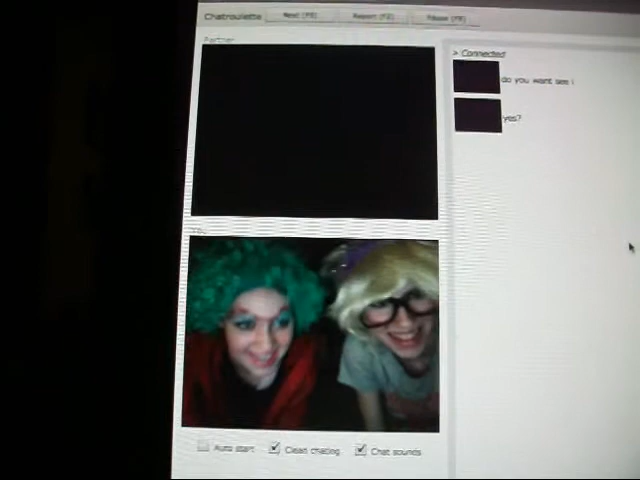 Chatroulette
Next (F9)
Report (F2)
Pause (F8)
Partner
> Connected
do you want see i
yes?
Auto start
Clean chating
Chat sounds